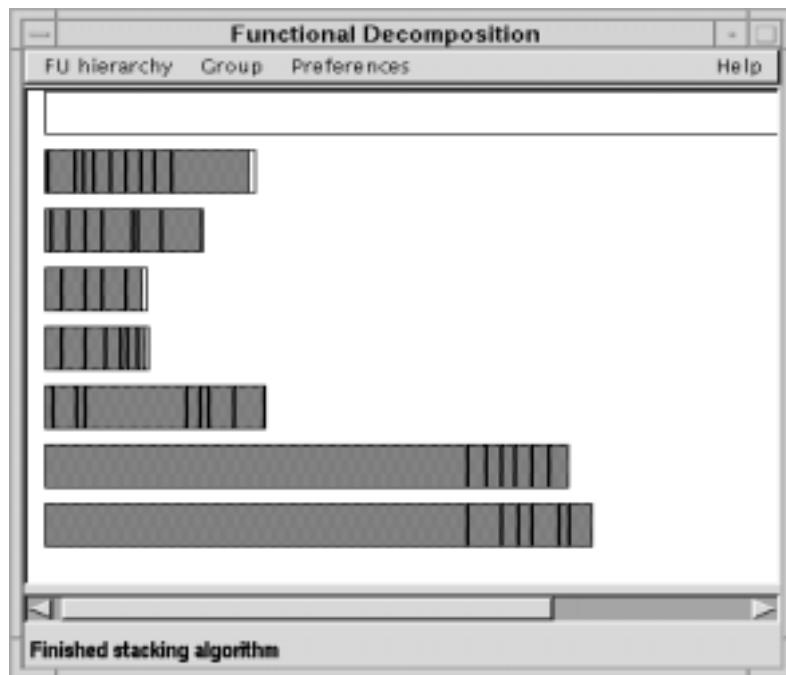 Functional Decomposition
FU hierarchy Group Preferences Help
Finished stacking algorithm